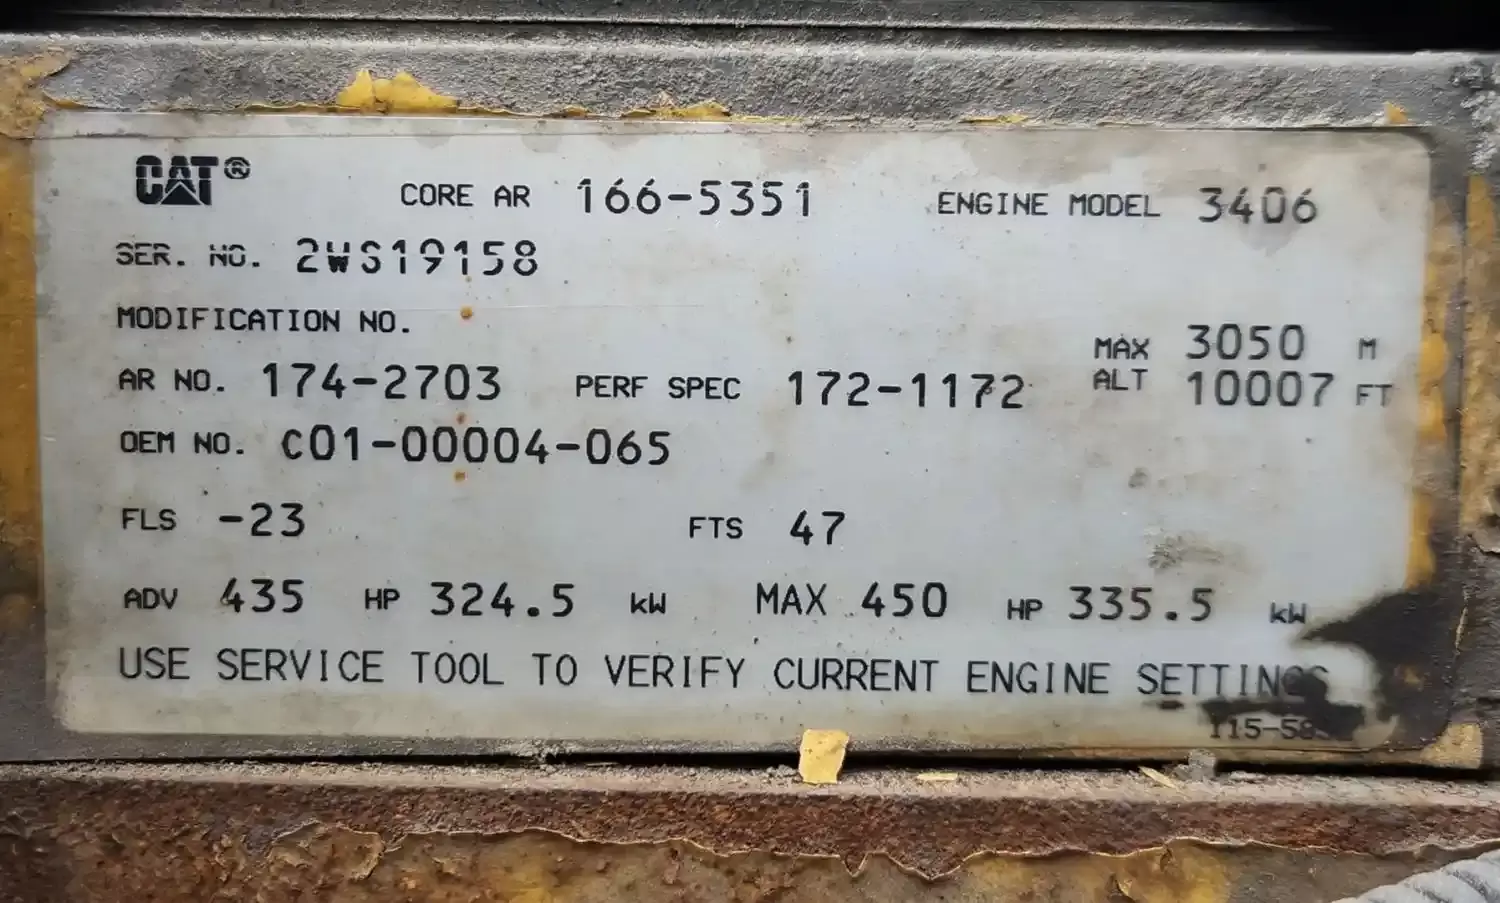 CAT®
CORE AR 166-5351 ENGINE MODEL 3406
SER. NO. 2WS19158
MODIFICATION NO.
AR NO. 174-2703 PERF SPEC 172-1172 MAX ALT 3050 M 10007 FT
OEM NO. C01-00004-065
FLS -23 FTS 47
ADV 435 HP 324.5 kW MAX 450 HP 335.5 kW
USE SERVICE TOOL TO VERIFY CURRENT ENGINE SETTINGS